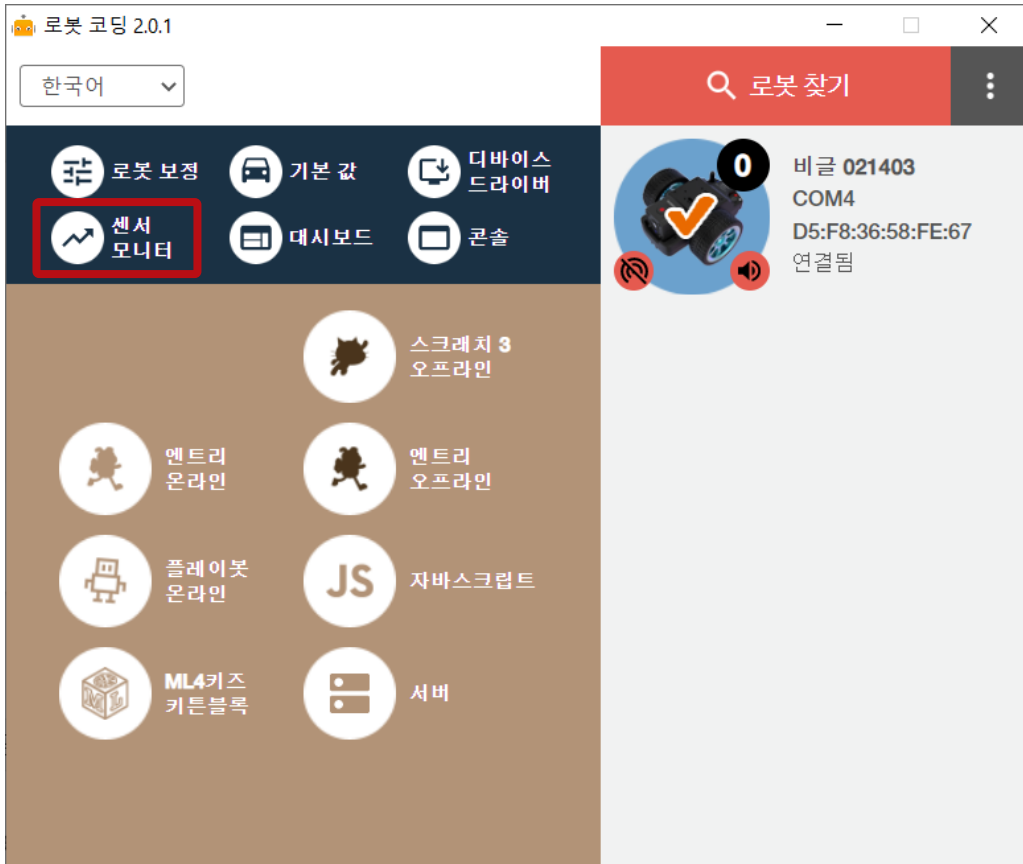 로봇 코딩 2.0.1
한국어
로봇 찾기
로봇 보정
기본 값
디바이스
드라이버
센서
모니터
대시보드
콘솔
0
비글 021403
COM4
D5:F8:36:58:FE:67
연결됨
스크래치 3
오프라인
엔트리
온라인
엔트리
오프라인
플레이봇
온라인
JS
자바스크립트
ML
ML4키즈
키튼블록
서버